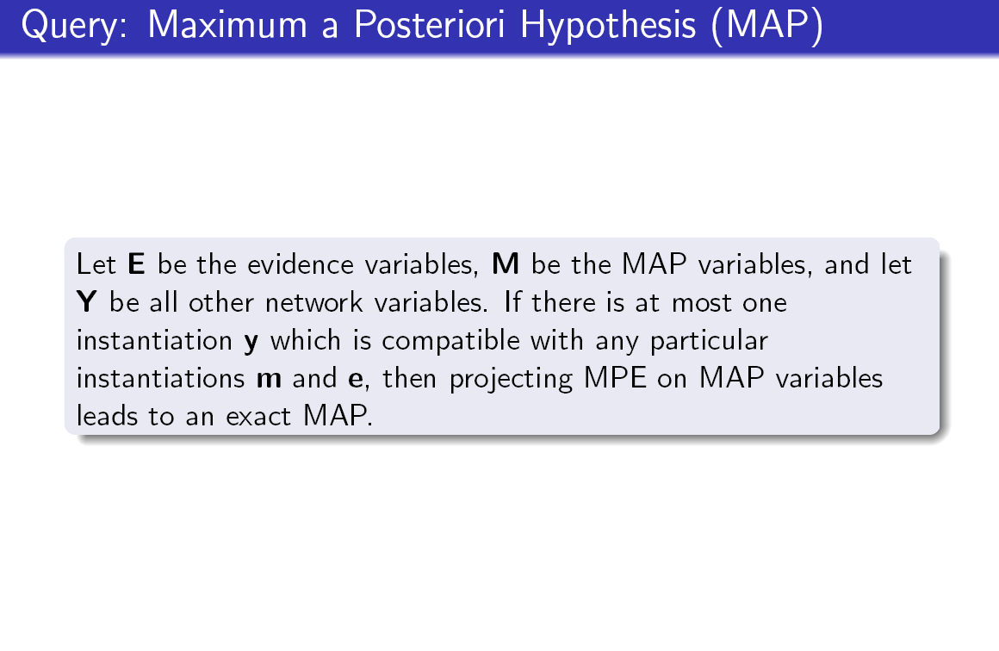 Query: Maximum a Posteriori Hypothesis (MAP)
Let E be the evidence variables, M be the MAP variables, and let
Y be all other network variables. If there is at most one
instantiation y which is compatible with any particular
instantiations m and e, then projecting MPE on MAP variables
leads to an exact MAP.